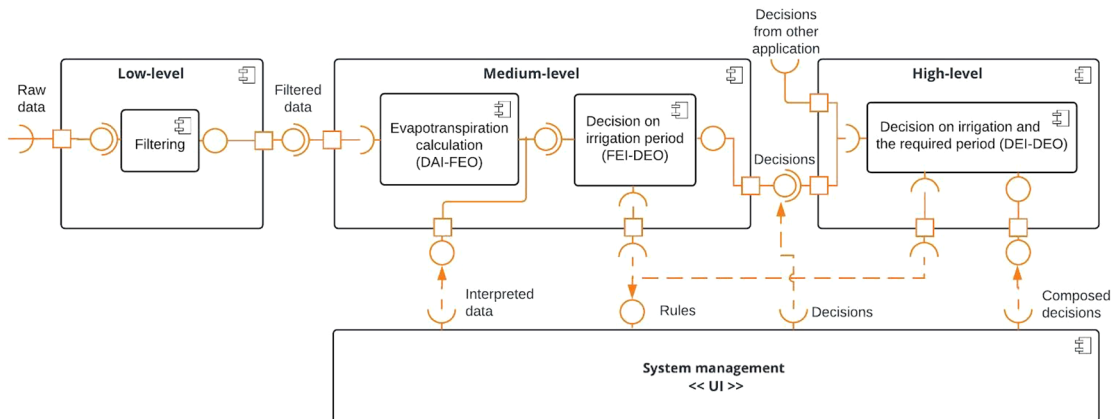 Decisions
from other
application
Low-level
Medium-level
High-level
Raw
data
Filtered
data
Filtering
Evapotranspiration
calculation
(DAI-FEO)
Decision on
irrigation period
(FEI-DEO)
Decisions
Decision on irrigation and
the required period (DEI-DEO)
Interpreted
data
Rules
Decisions
Composed
decisions
System management
<< UI >>